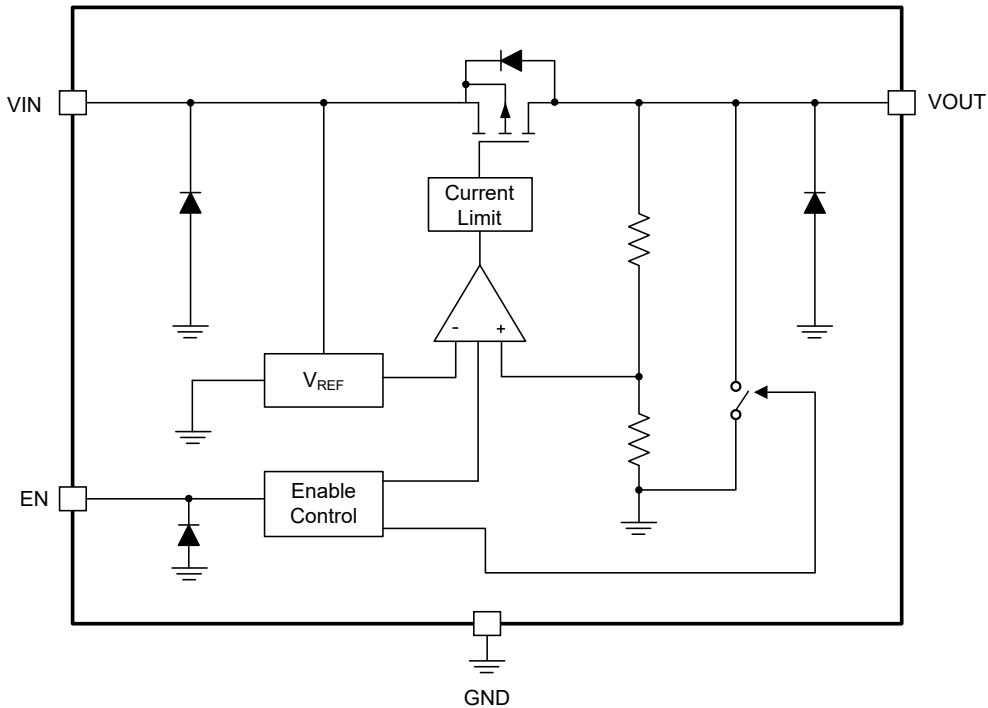 VIN
VOUT
Current
Limit
-
+
VREF
EN
Enable
Control
GND